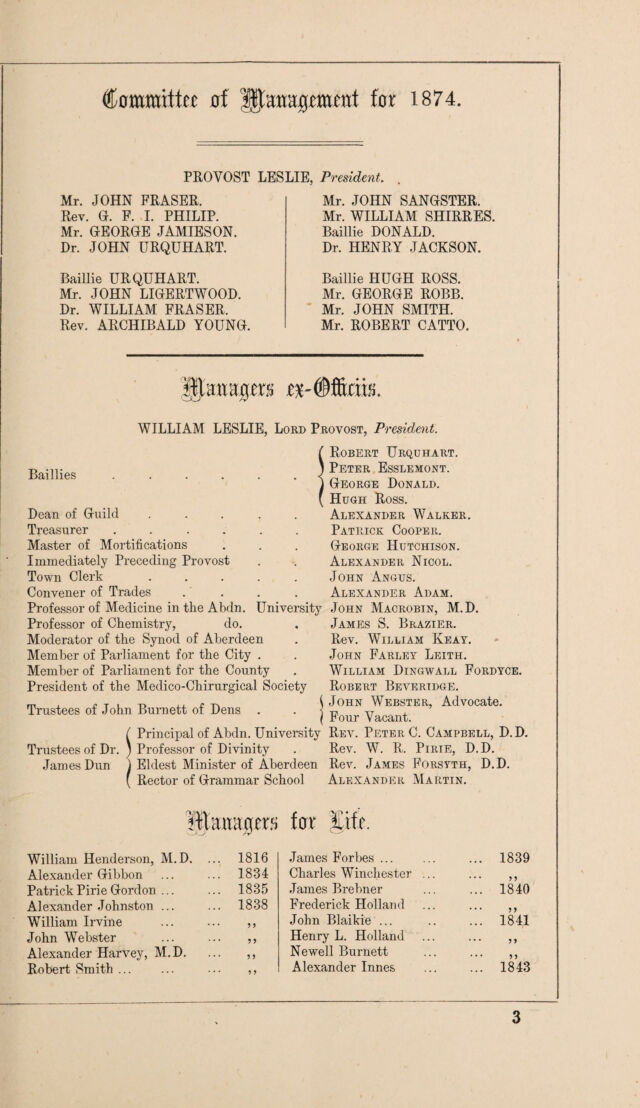 Committee of Management for 1874.
PROVOST LESLIE, President.
Mr. JOHN FRASER.
Rev. G. F. I. PHILIP.
Mr. GEORGE JAMIESON.
Dr. JOHN URQUHART.
Baillie URQUHART.
Mr. JOHN LIGERTWOOD.
Dr. WILLIAM FRASER.
Rev. ARCHIBALD YOUNG.
Mr. JOHN SANGSTER.
Mr. WILLIAM SHIRRES.
Baillie DONALD.
Dr. HENRY JACKSON.
Baillie HUGH ROSS.
Mr. GEORGE ROBB.
Mr. JOHN SMITH.
Mr. ROBERT CATTO.
Managers ex-Officiis.
WILLIAM LESLIE, LORD PROVOST, President.
Baillies . . . . . . { ROBERT URQUHART.
PETER ESSLEMONT.
GEORGE DONALD.
HUGH ROSS.
Dean of Guild . . . . . ALEXANDER WALKER.
Treasurer . . . . . . PATRICK COOPER.
Master of Mortifications . . . GEORGE HUTCHISON.
Immediately Preceding Provost . . ALEXANDER NICOL.
Town Clerk . . . . . JOHN ANGUS.
Convener of Trades . . . . ALEXANDER ADAM.
Professor of Medicine in the Abdn. University JOHN MACROBIN, M.D.
Professor of Chemistry, do. . JAMES S. BRAZIER.
Moderator of the Synod of Aberdeen . REV. WILLIAM KEAY.
Member of Parliament for the City . . JOHN FARLEY LEITH.
Member of Parliament for the County . WILLIAM DINGWALL FORDYCE.
President of the Medico-Chirurgical Society ROBERT BEVERIDGE.
Trustees of John Burnett of Dens . . { JOHN WEBSTER, Advocate.
Four Vacant.
Trustees of Dr. James Dun { Principal of Abdn. University REV. PETER C. CAMPBELL, D.D.
Professor of Divinity . Rev. W. R. PIRIE, D.D.
Eldest Minister of Aberdeen Rev. JAMES FORSYTH, D.D.
Rector of Grammar School ALEXANDER MARTIN.
Managers for Life.
William Henderson, M.D. ... 1816
Alexander Gibbon ... ... 1834
Patrick Pirie Gordon ... ... 1835
Alexander Johnston ... ... 1838
William Irvine ... ... ,,
John Webster ... ... ,,
Alexander Harvey, M.D. ... ,,
Robert Smith ... ... ... ,,
James Forbes ... ... ... 1839
Charles Winchester ... ... ,,
James Brebner ... ... 1840
Frederick Holland ... ... ,,
John Blaikie ... .. ... 1841
Henry L. Holland ... ... ,,
Newell Burnett ... ... ,,
Alexander Innes ... ... 1843
3